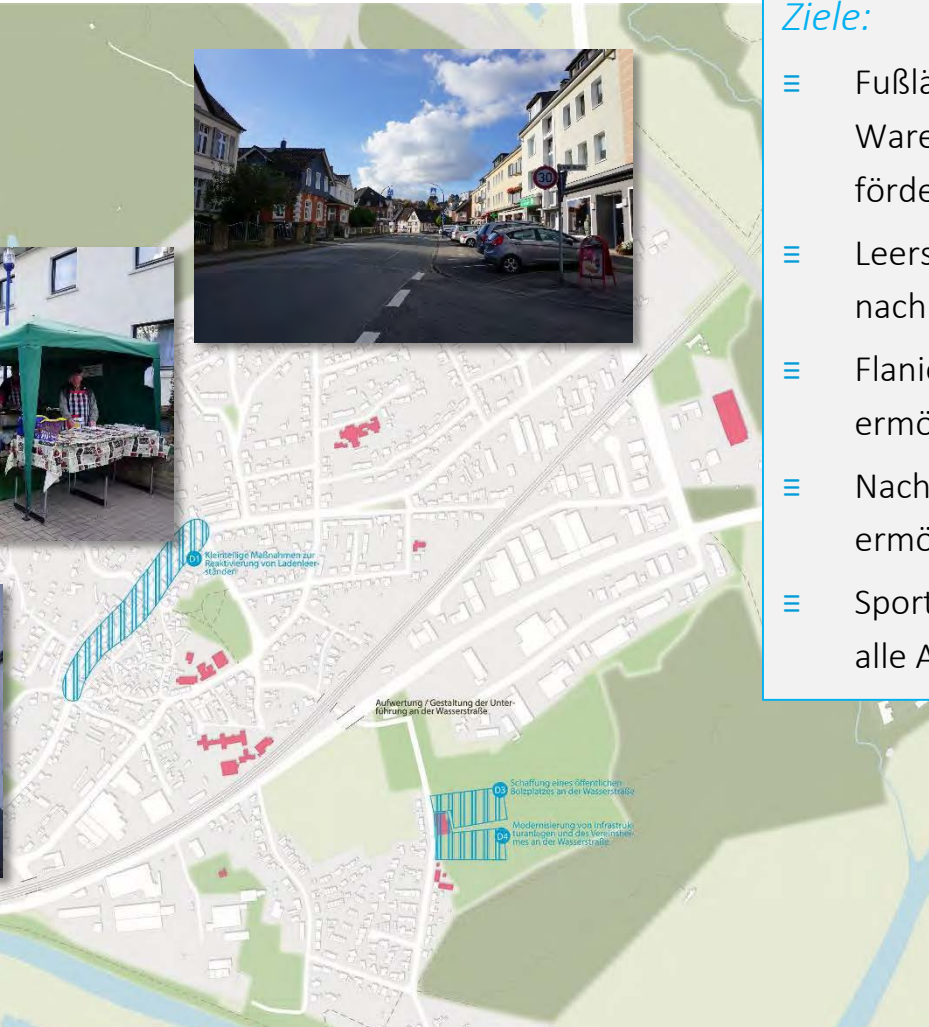 Ziele:
≡ Fußlä
Ware
förde
≡ Leers
nach
≡ Flanie
ermö
≡ Nach
ermö
≡ Sport
alle A
30
D1 Kleinteilige Maßnahmen zur
Reaktivierung von Ladenleer-
ständen
Aufwertung / Gestaltung der Unter-
führung an der Wasserstraße
D3 Schaffung eines öffentlichen
Bolzplatzes an der Wasserstraße
D4 Modernisierung von Infrastruk-
turanlagen und des Vereinshei-
mes an der Wasserstraße